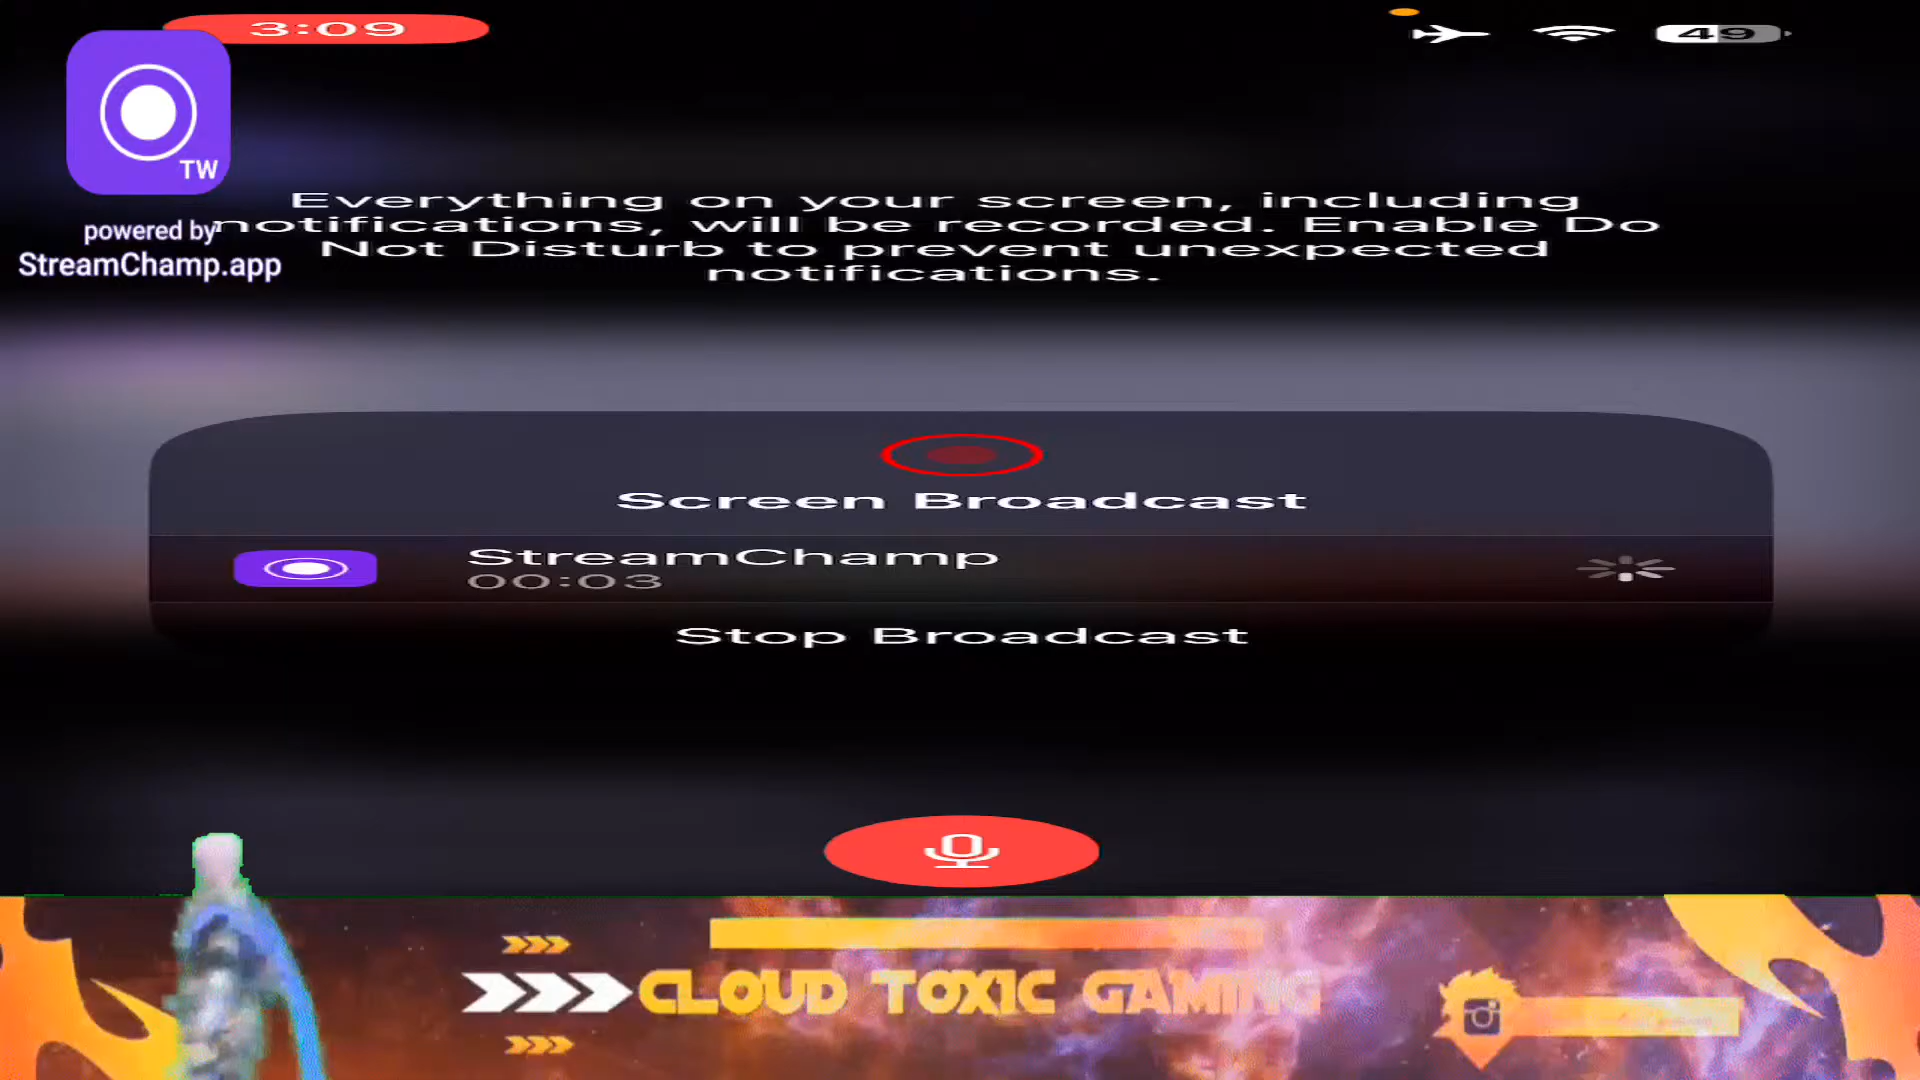 3:09
49
TW
powered by
StreamChamp.app
Everything on your screen, including
notifications, will be recorded. Enable Do
Not Disturb to prevent unexpected
notifications.
Screen Broadcast
StreamChamp
00:03
Stop Broadcast
CLOUD TOXIC GAMING